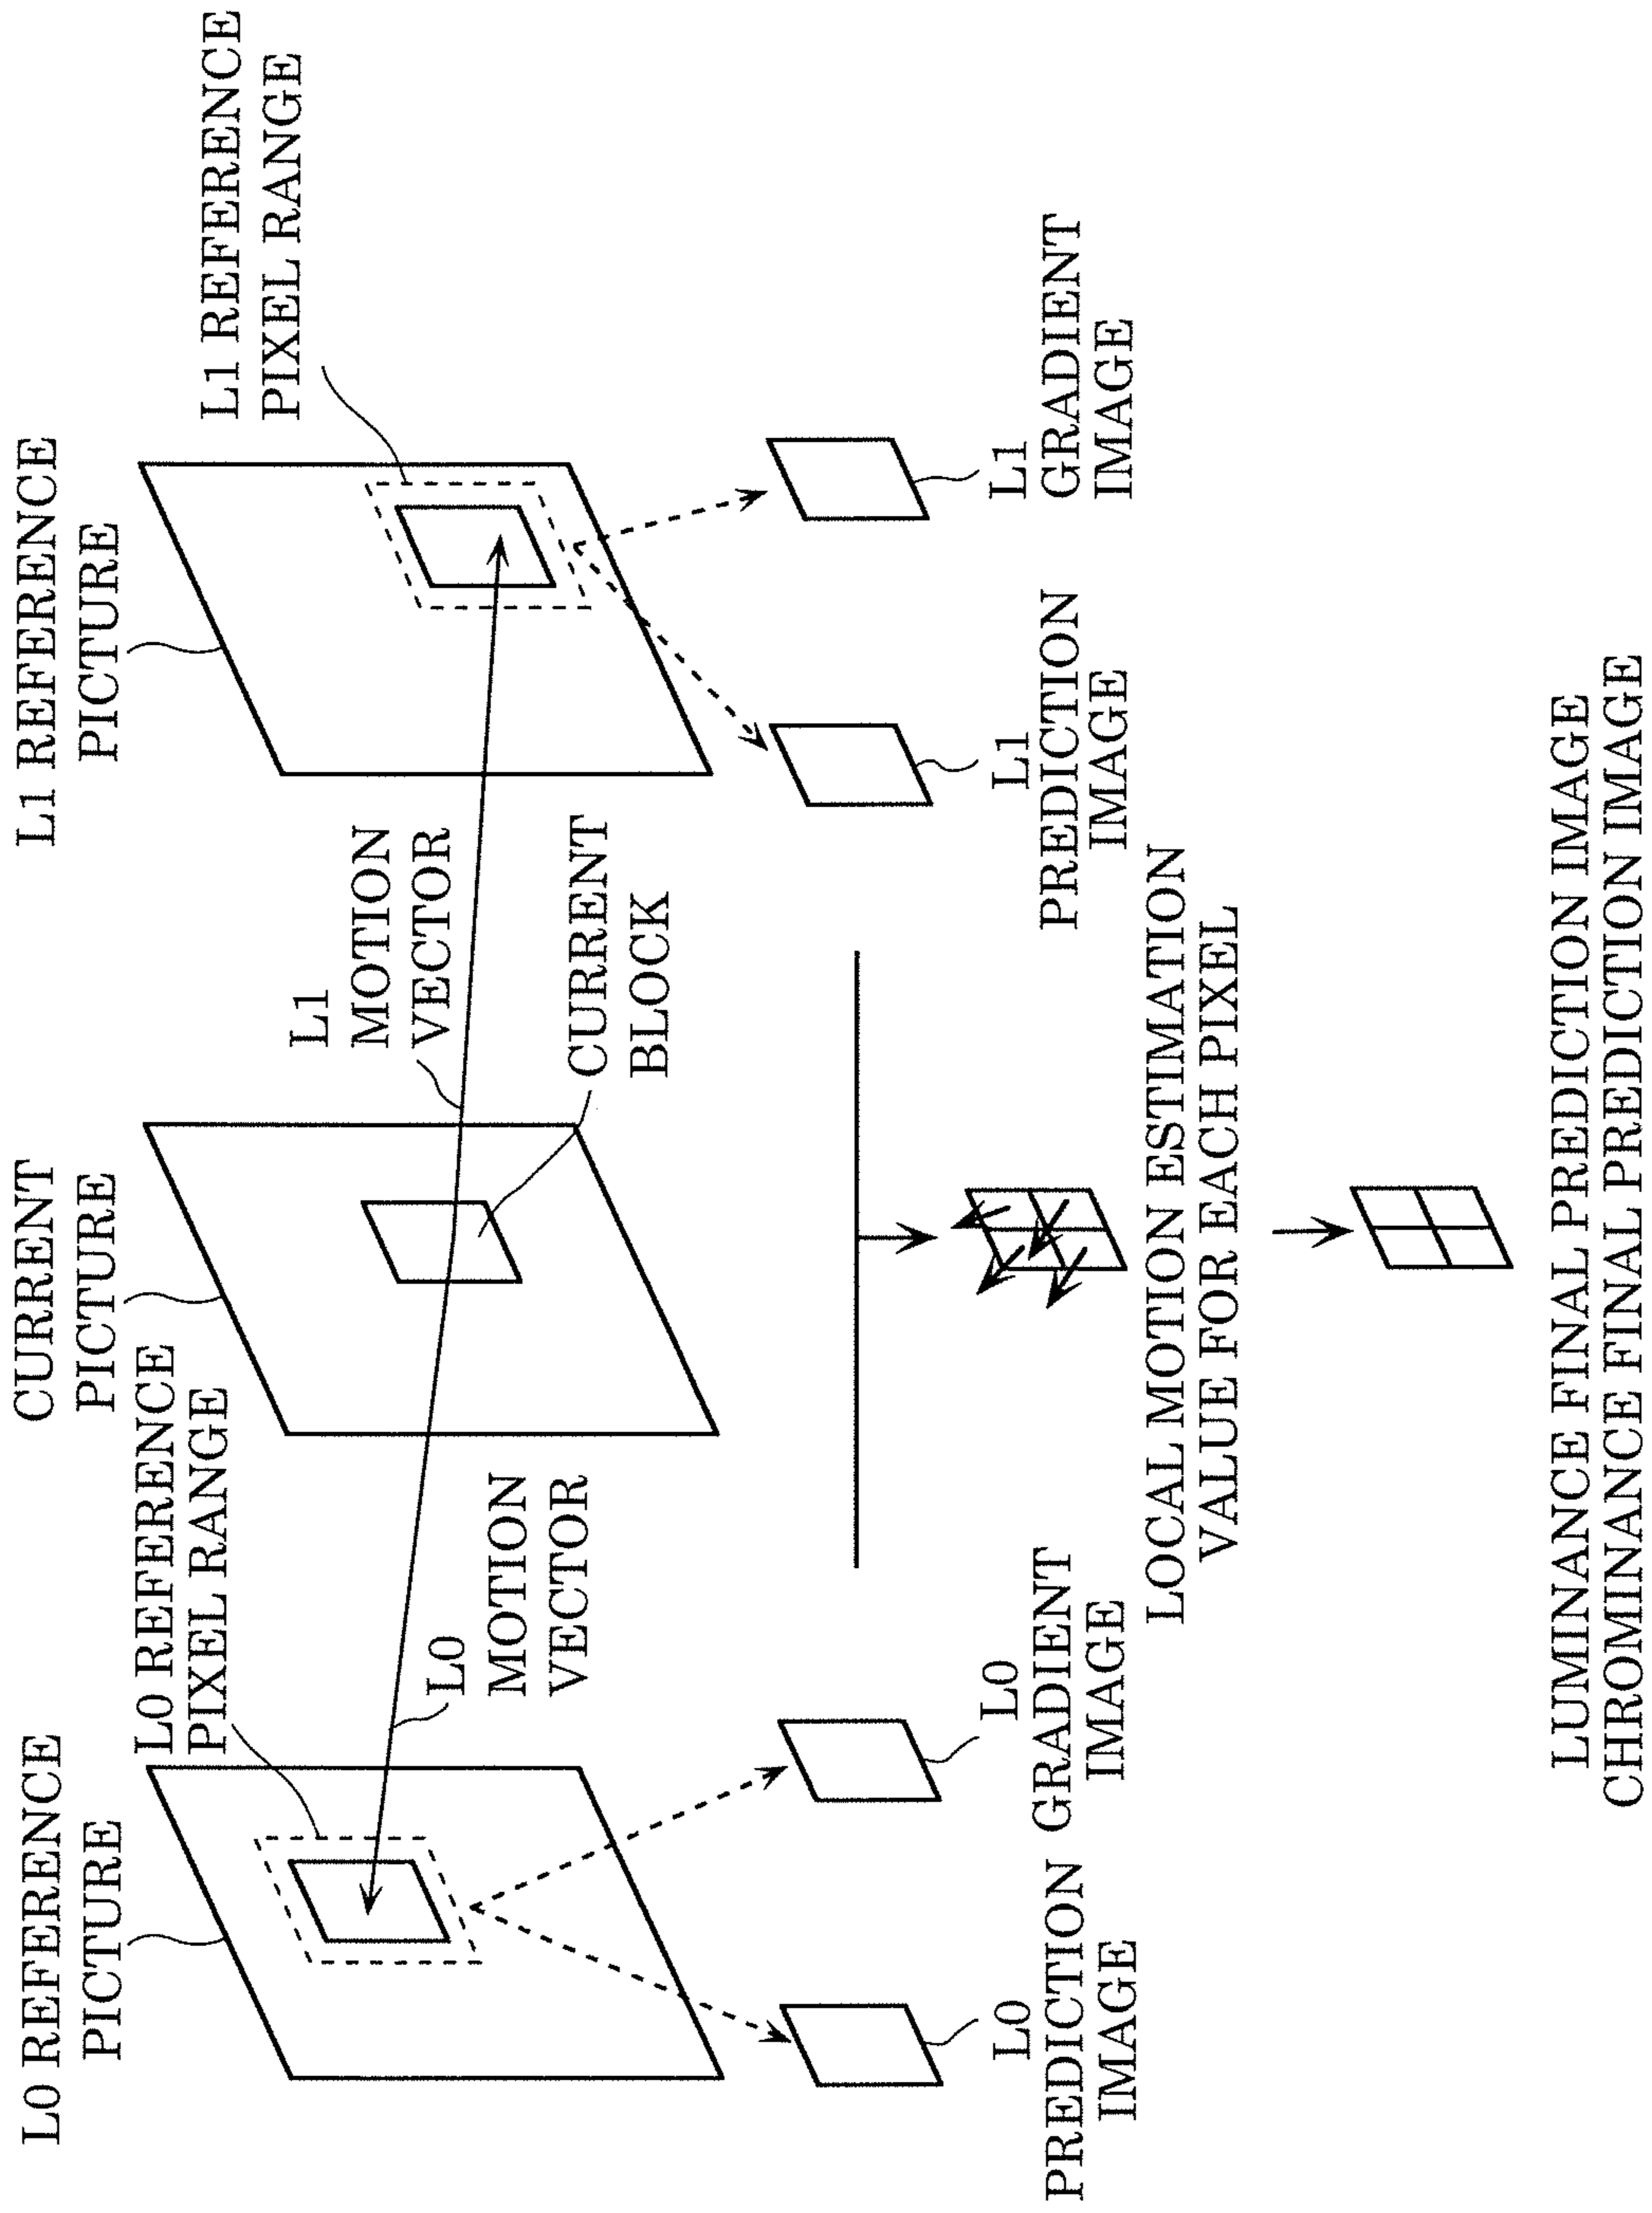 L0 REFERENCE
PICTURE
L0 REFERENCE
PIXEL RANGE
CURRENT
PICTURE
L1 REFERENCE
PICTURE
L1 REFERENCE
PIXEL RANGE
L0
MOTION
VECTOR
L1
MOTION
VECTOR
CURRENT
BLOCK
L0
PREDICTION
IMAGE
L0
GRADIENT
IMAGE
L1
PREDICTION
IMAGE
L1
GRADIENT
IMAGE
LOCAL MOTION ESTIMATION
VALUE FOR EACH PIXEL
LUMINANCE FINAL PREDICTION IMAGE
CHROMINANCE FINAL PREDICTION IMAGE